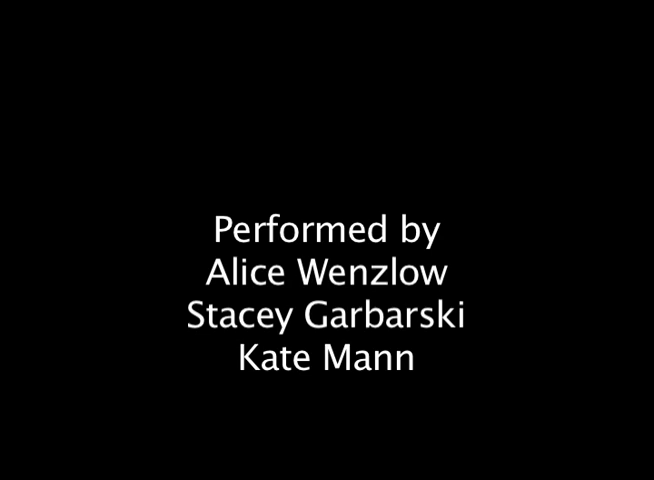 Performed by
Alice Wenzlow
Stacey Garbarski
Kate Mann